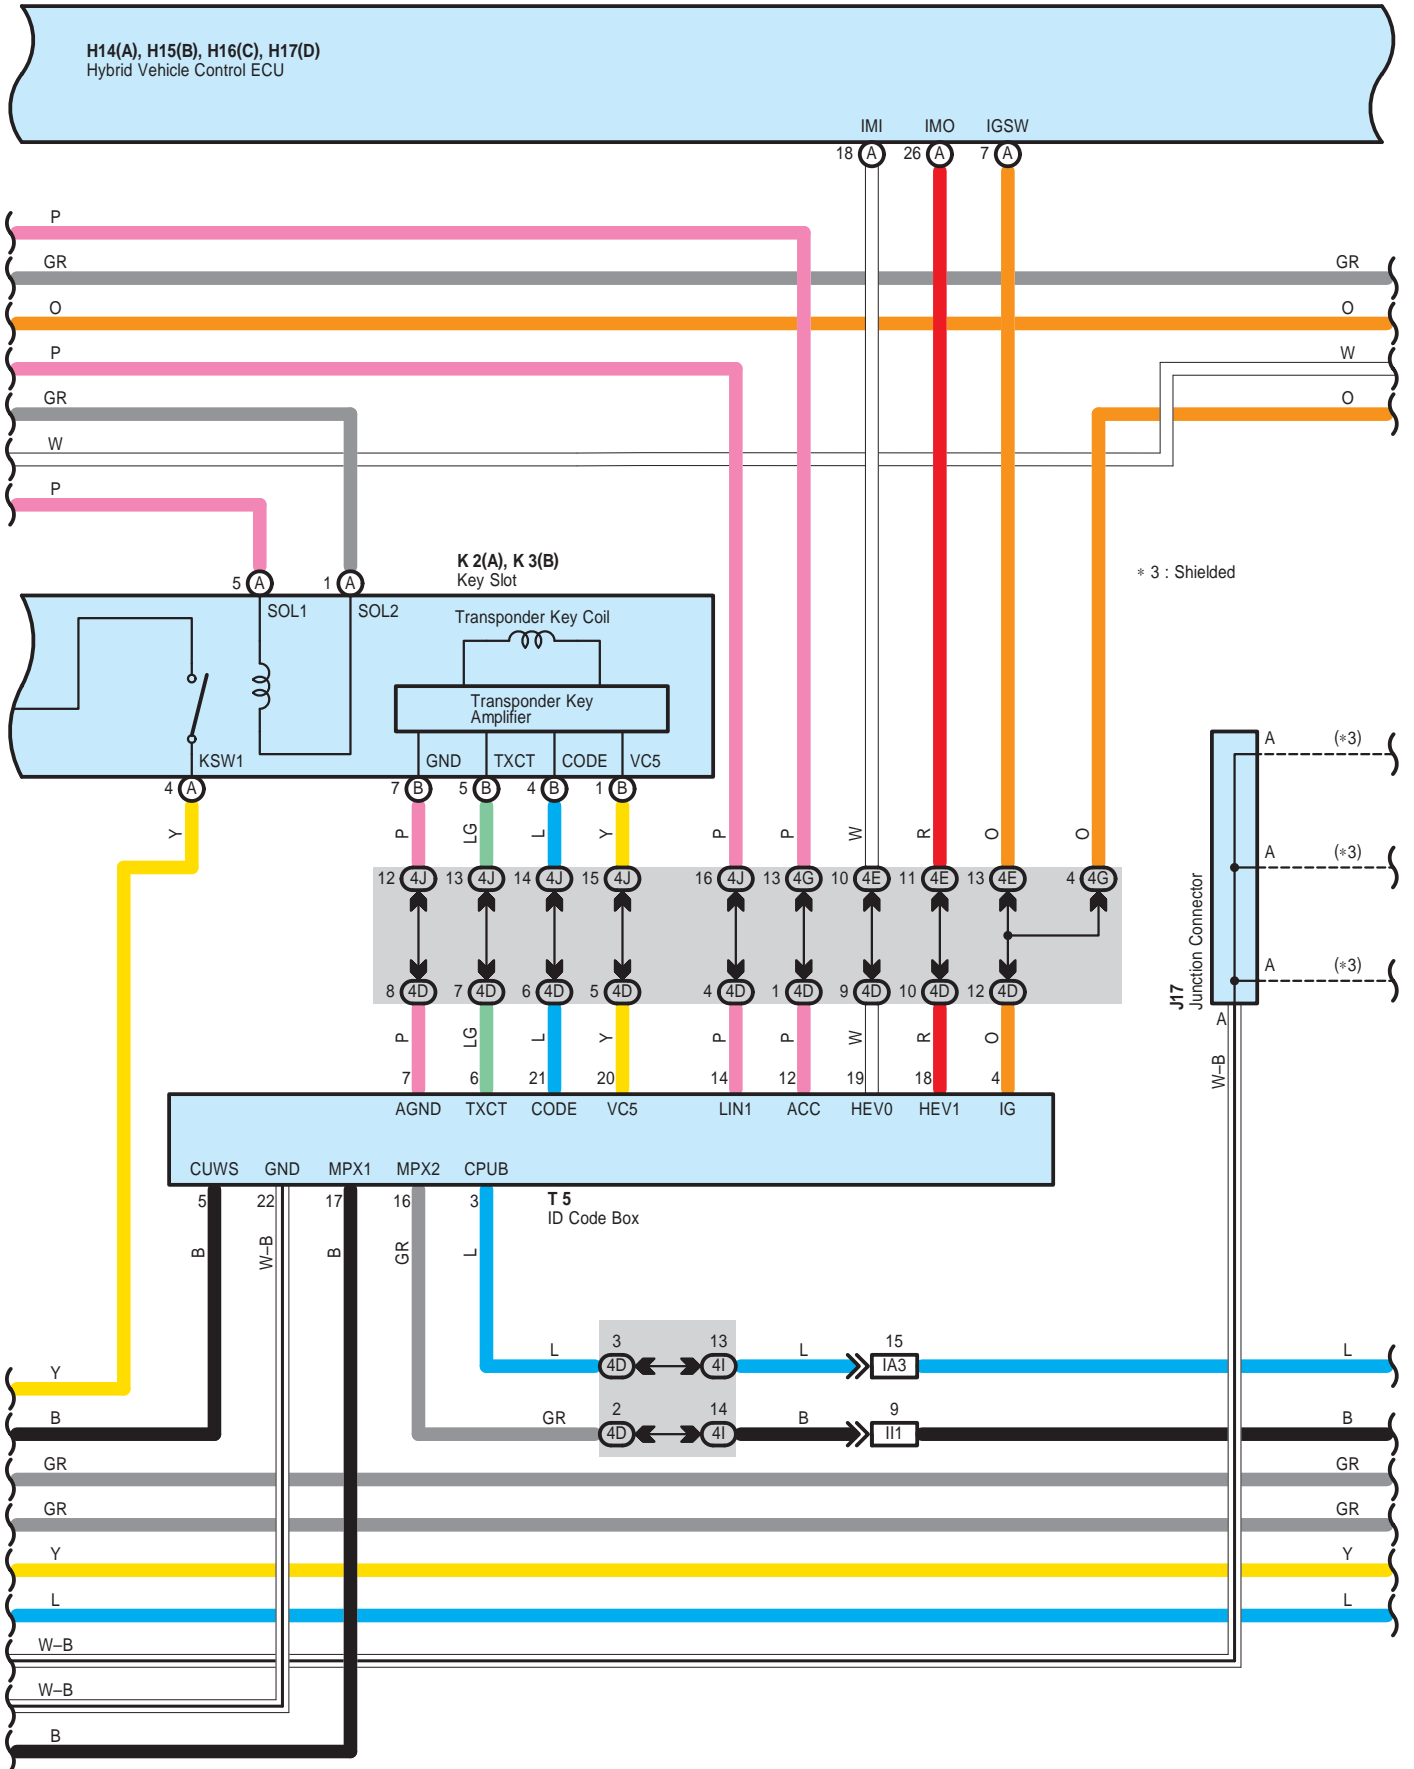 H14(A), H15(B), H16(C), H17(D)
Hybrid Vehicle Control ECU
IMI IMO IGSW
18 A 26 A 7 A
P
GR GR
O O
P W
GR O
W
P
K 2(A), K 3(B)
Key Slot
∗ 3 : Shielded
5 A 1 A
SOL1 SOL2
Transponder Key Coil
Transponder Key
Amplifier
KSW1 GND TXCT CODE VC5
4 A 7 B 5 B 4 B 1 B
A (∗3)
Y P LG L Y P P W R O O
A (∗3)
12 4J 13 4J 14 4J 15 4J 16 4J 13 4G 10 4E 11 4E 13 4E 4 4G
J17
Junction Connector
A (∗3)
8 4D 7 4D 6 4D 5 4D 4 4D 1 4D 9 4D 10 4D 12 4D
A
P LG L Y P P W R O
W–B
7 6 21 20 14 12 19 18 4
AGND TXCT CODE VC5 LIN1 ACC HEV0 HEV1 IG
CUWS GND MPX1 MPX2 CPUB
5 22 17 16 3
T 5
ID Code Box
B W–B B GR L
3 13 15
L 4D 4I L IA3 L
Y
2 14 9
B GR 4D 4I B II1 B
GR GR
GR GR
Y Y
L L
W–B
W–B
B